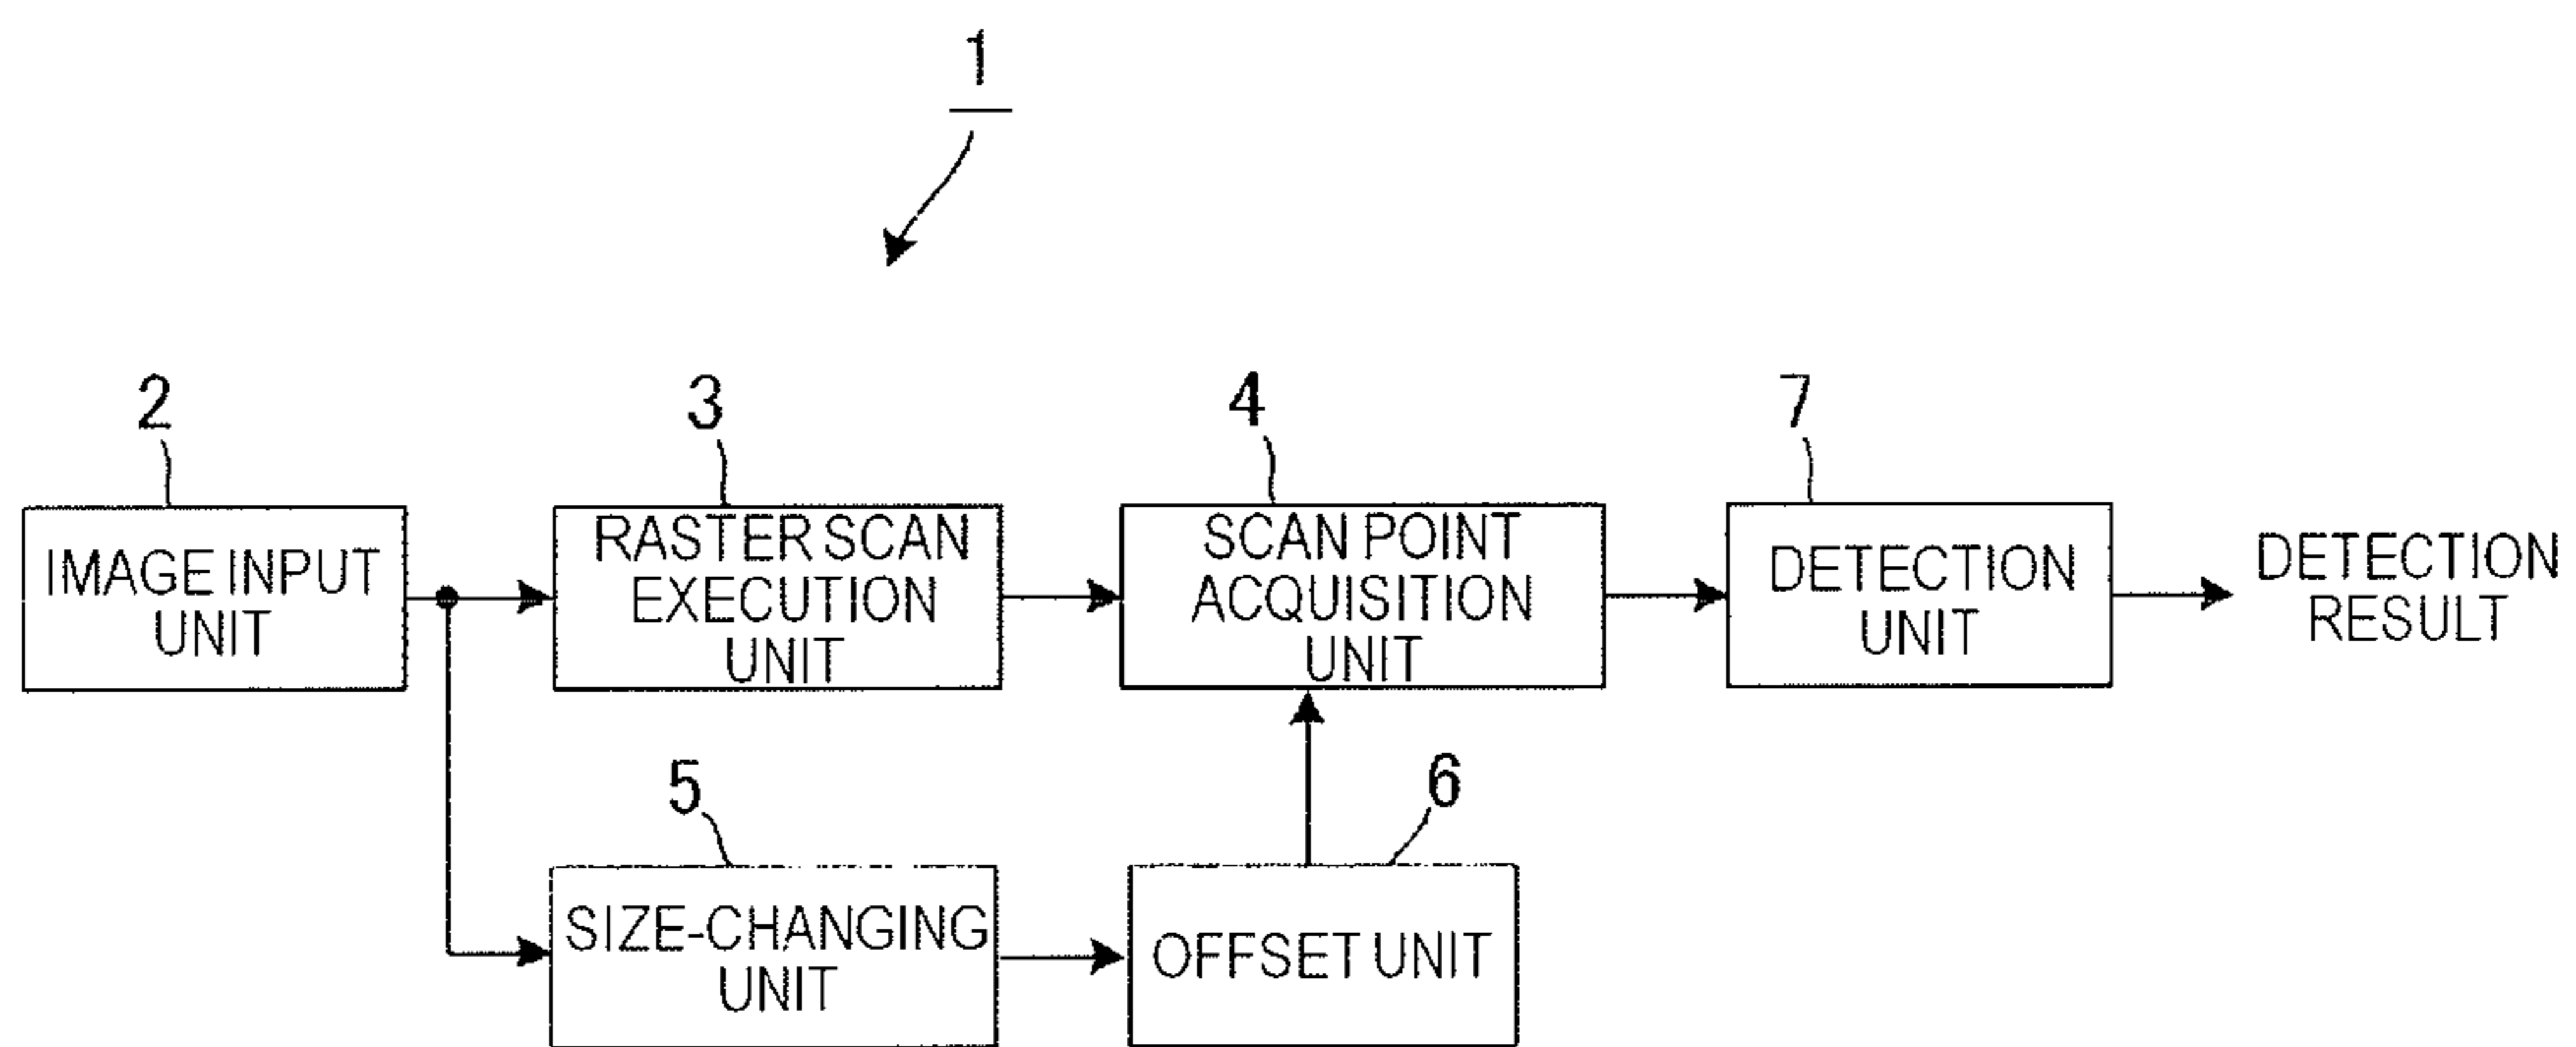 1
2
IMAGE INPUT
UNIT
3
RASTER SCAN
EXECUTION
UNIT
4
SCAN POINT
ACQUISITION
UNIT
7
DETECTION
UNIT
DETECTION
RESULT
5
SIZE-CHANGING
UNIT
6
OFFSET UNIT